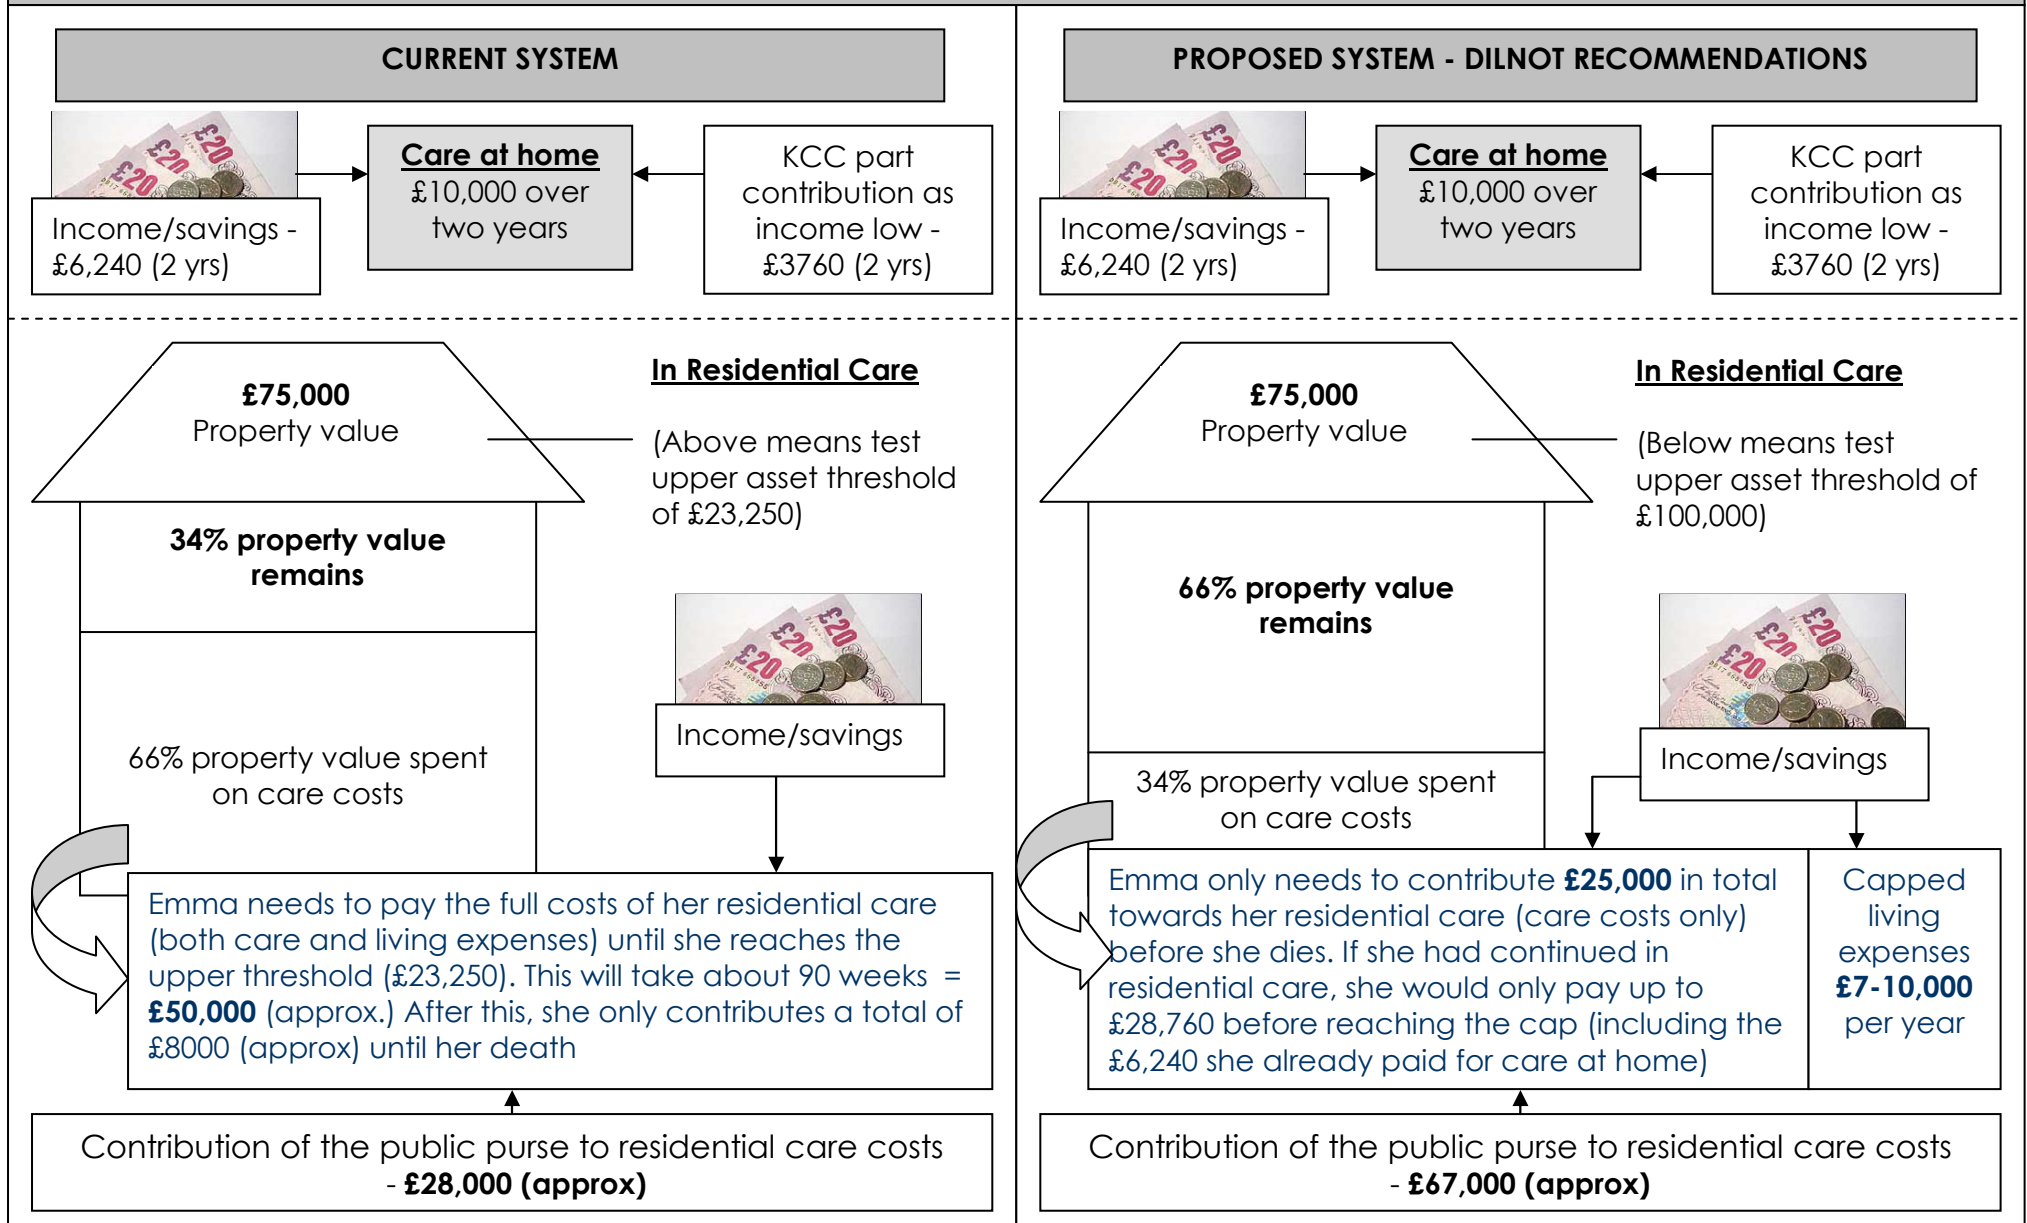 CURRENT SYSTEM
Care at home
£10,000 over
two years
KCC part
contribution as
income low -
£3760 (2 yrs)
Income/savings -
£6,240 (2 yrs)
£75,000
Property value
In Residential Care
(Above means test
upper asset threshold
of £23,250)
34% property value
remains
66% property value spent
on care costs
Income/savings
Emma needs to pay the full costs of her residential care
(both care and living expenses) until she reaches the
upper threshold (£23,250). This will take about 90 weeks =
£50,000 (approx.) After this, she only contributes a total of
£8000 (approx) until her death
Contribution of the public purse to residential care costs
- £28,000 (approx)
PROPOSED SYSTEM - DILNOT RECOMMENDATIONS
Care at home
£10,000 over
two years
KCC part
contribution as
income low -
£3760 (2 yrs)
Income/savings -
£6,240 (2 yrs)
£75,000
Property value
In Residential Care
(Below means test
upper asset threshold of
£100,000)
66% property value
remains
34% property value spent
on care costs
Income/savings
Emma only needs to contribute £25,000 in total
towards her residential care (care costs only)
before she dies. If she had continued in
residential care, she would only pay up to
£28,760 before reaching the cap (including the
£6,240 she already paid for care at home)
Capped
living
expenses
£7-10,000
per year
Contribution of the public purse to residential care costs
- £67,000 (approx)
£20
£20
£20
£20
£20
£20
£20
£20
£20
£20
£20
£20